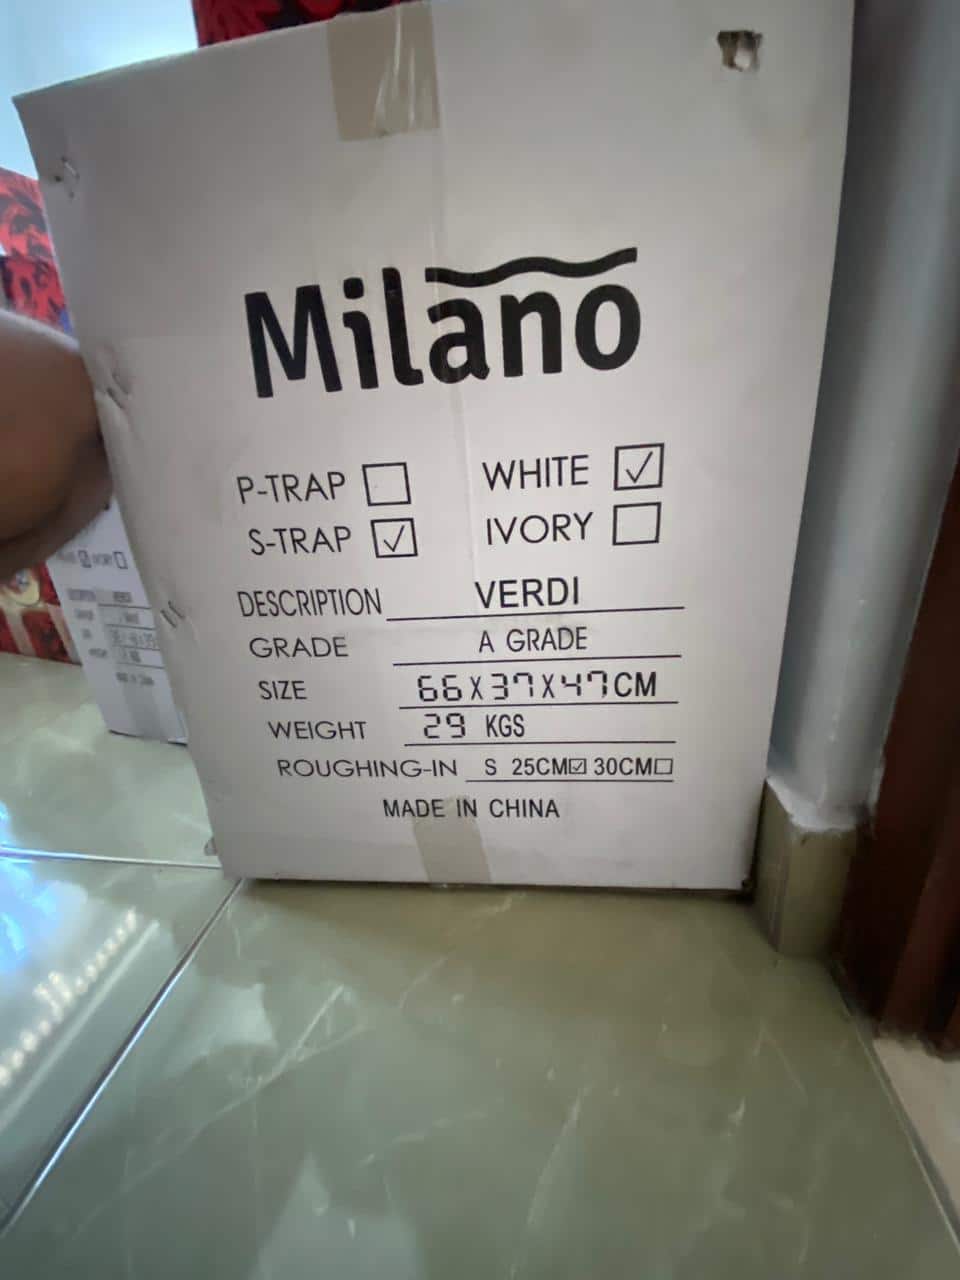 Milano
P-TRAP ☐ WHITE ☑
S-TRAP ☑ IVORY ☐
DESCRIPTION VERDI
GRADE A GRADE
SIZE 66X37X47CM
WEIGHT 29 KGS
ROUGHING-IN S 25CM☑ 30CM☐
MADE IN CHINA
IVORY ☐